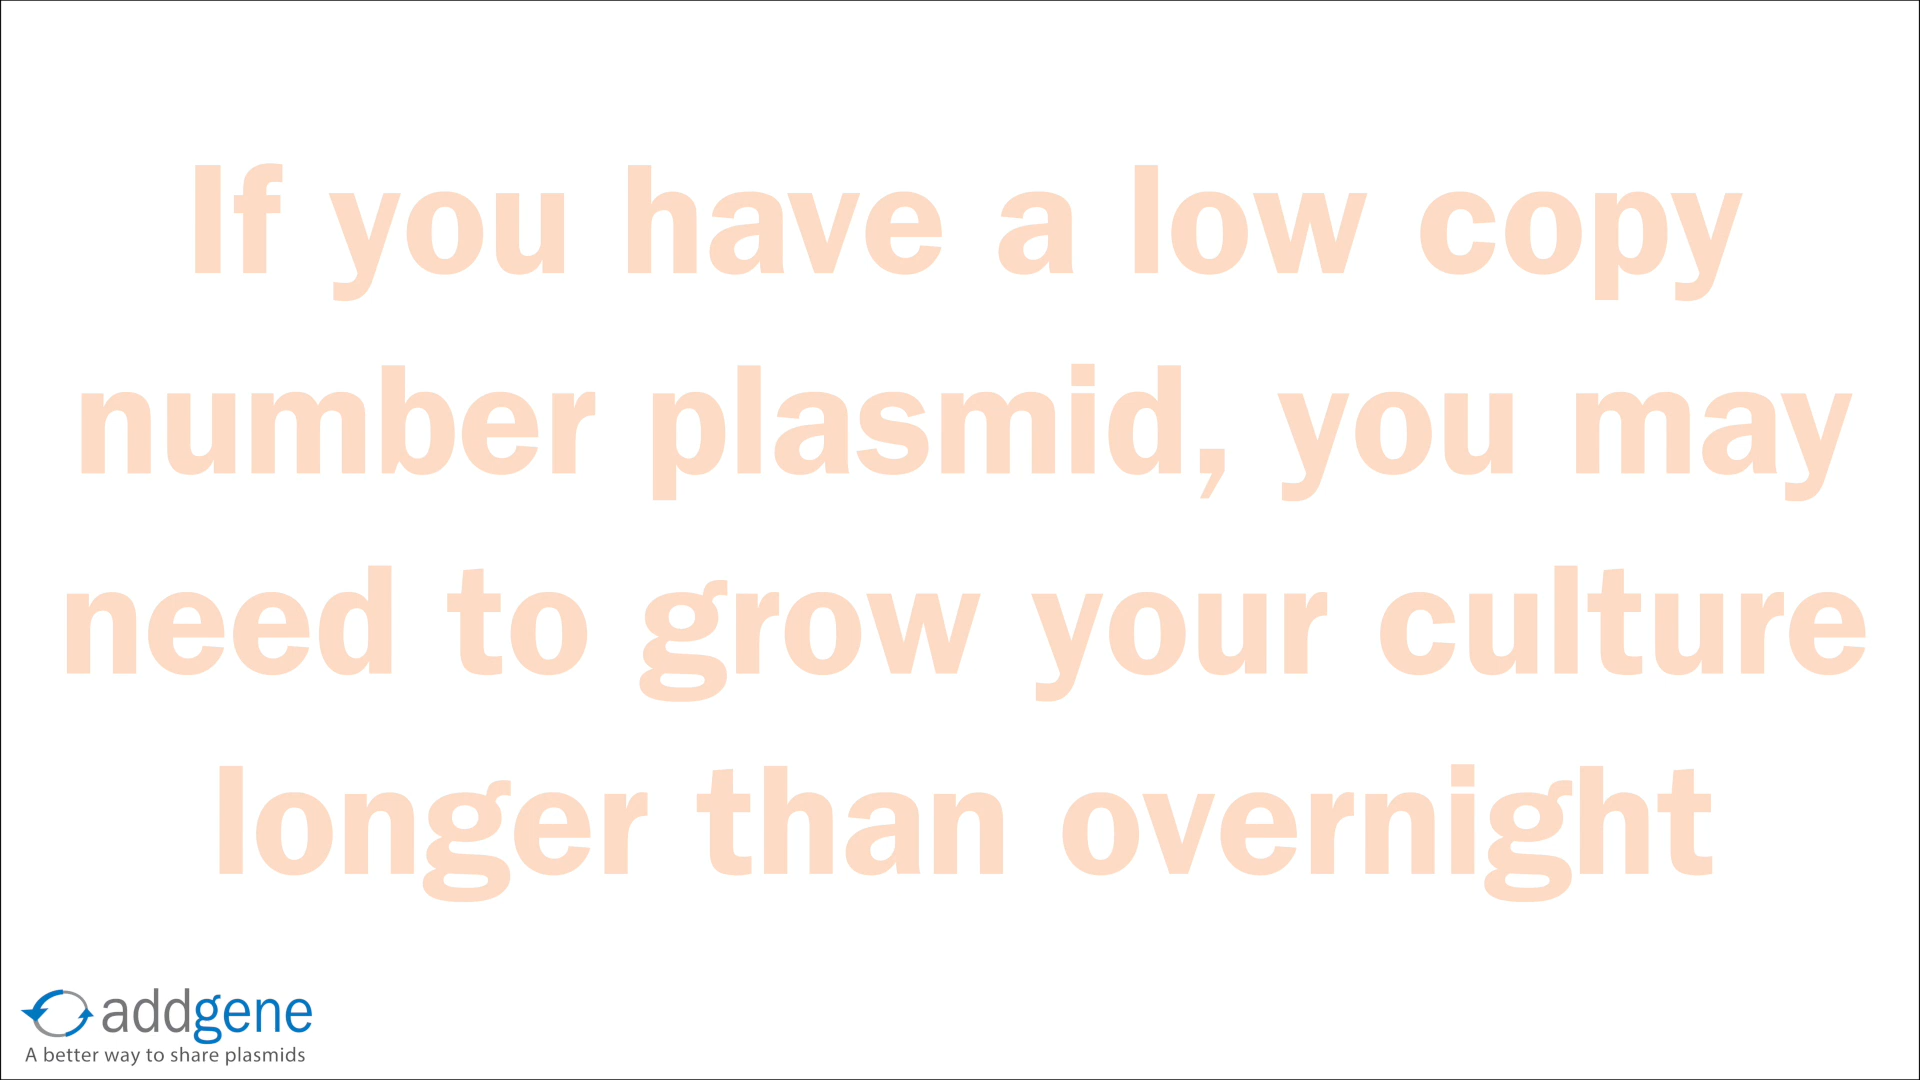 If you have a low copy
number plasmid, you may
need to grow your culture
longer than overnight
addgene
A better way to share plasmids